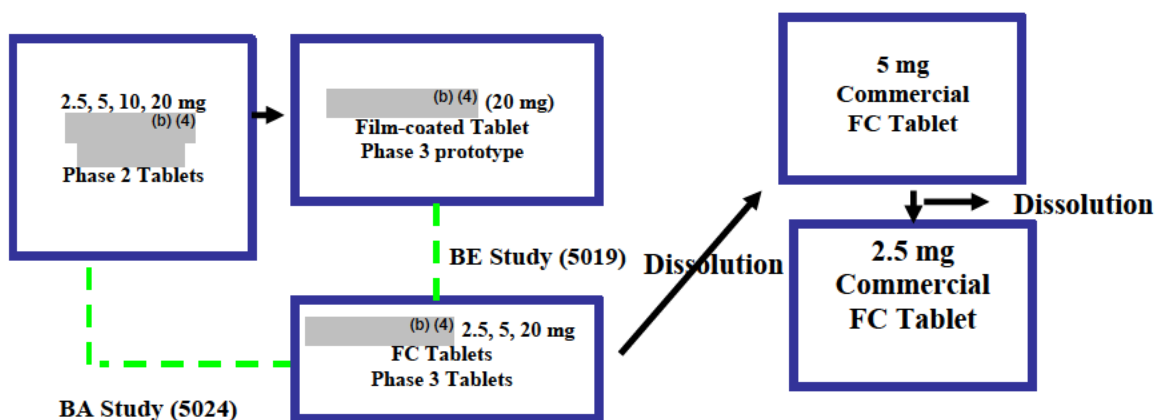 2.5, 5, 10, 20 mg
(b) (4)
Phase 2 Tablets
(b) (4) (20 mg)
Film-coated Tablet
Phase 3 prototype
5 mg
Commercial
FC Tablet
Dissolution
2.5 mg
Commercial
FC Tablet
BE Study (5019)
Dissolution
(b) (4) 2.5, 5, 20 mg
FC Tablets
Phase 3 Tablets
BA Study (5024)